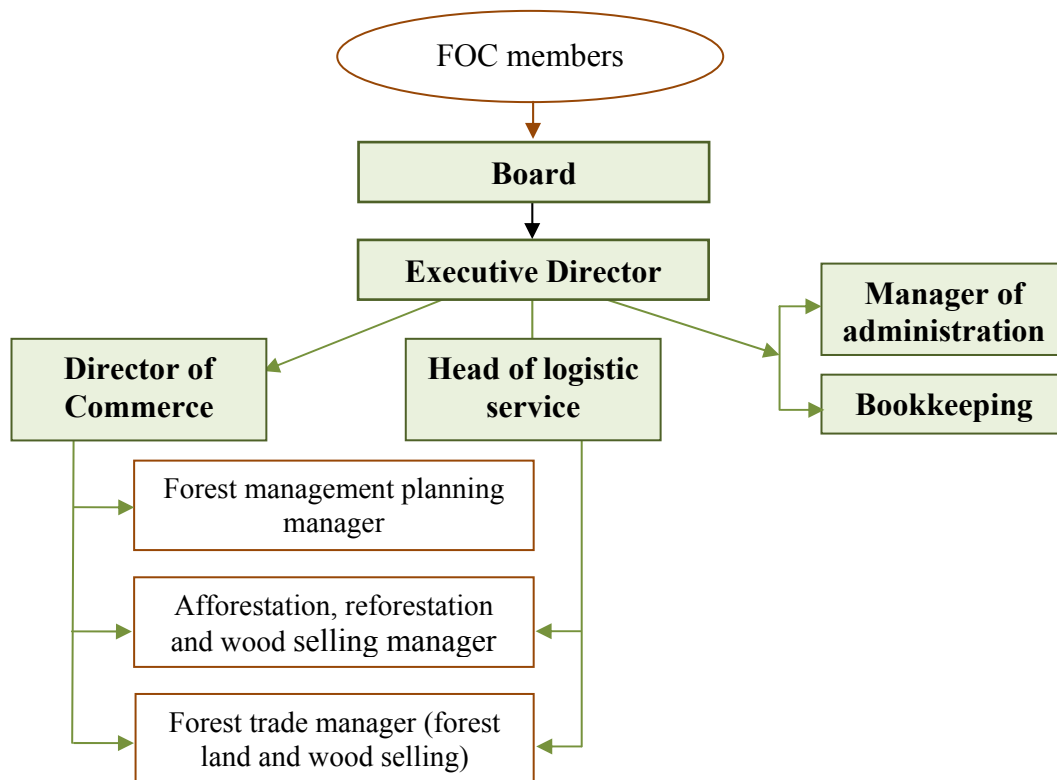 FOC members
Board
Executive Director
Manager of
administration
Bookkeeping
Director of
Commerce
Head of logistic
service
Forest management planning
manager
Afforestation, reforestation
and wood selling manager
Forest trade manager (forest
land and wood selling)